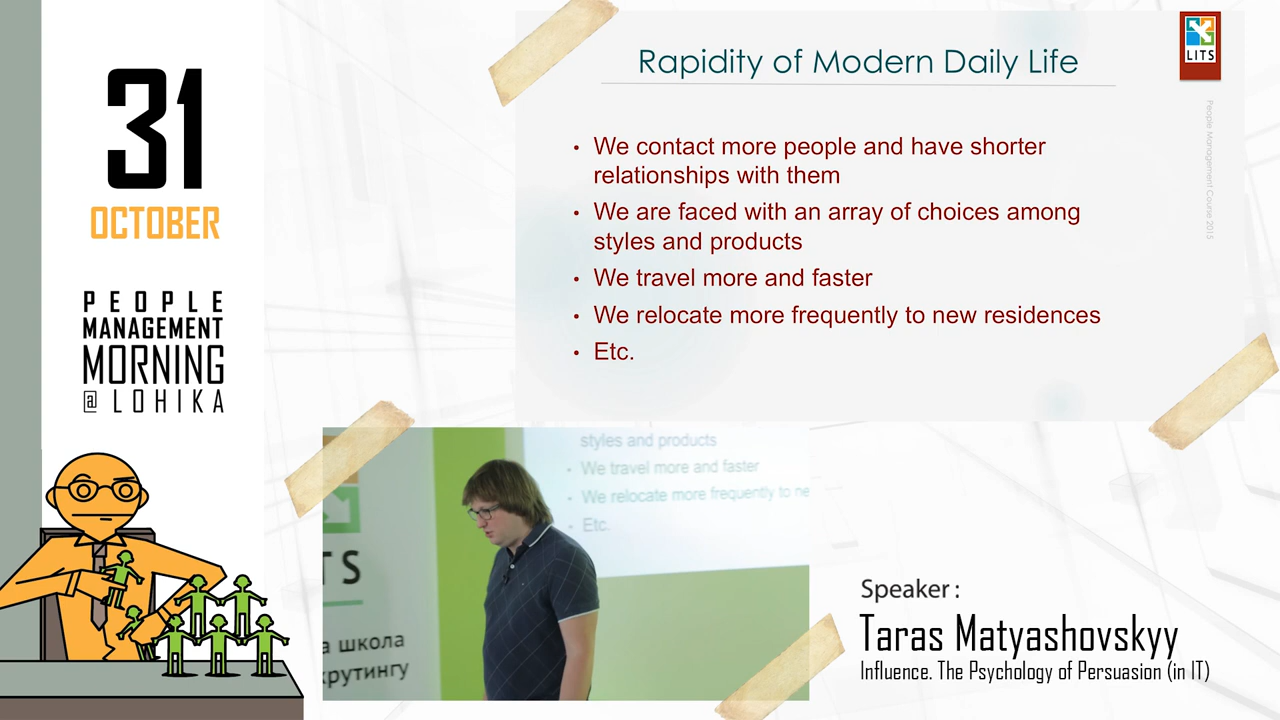 31
OCTOBER
PEOPLE
MANAGEMENT
MORNING
@ LOHIKA
Rapidity of Modern Daily Life
• We contact more people and have shorter
relationships with them
• We are faced with an array of choices among
styles and products
• We travel more and faster
• We relocate more frequently to new residences
• Etc.
LITS
People Management Course 2015
styles and products
• We travel more and faster
• We relocate more frequently to ne
• Etc.
TS
а школа
крутингу
Speaker :
Taras Matyashovskyy
Influence. The Psychology of Persuasion (in IT)